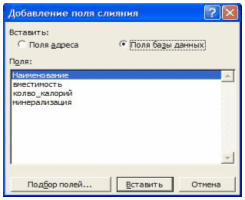 Добавление поля слияния
Вставить:
Поля адреса Поля базы данных
Поля:
Наименование
вместимость
колво_калорий
минерализация
Подбор полей... Вставить Отмена